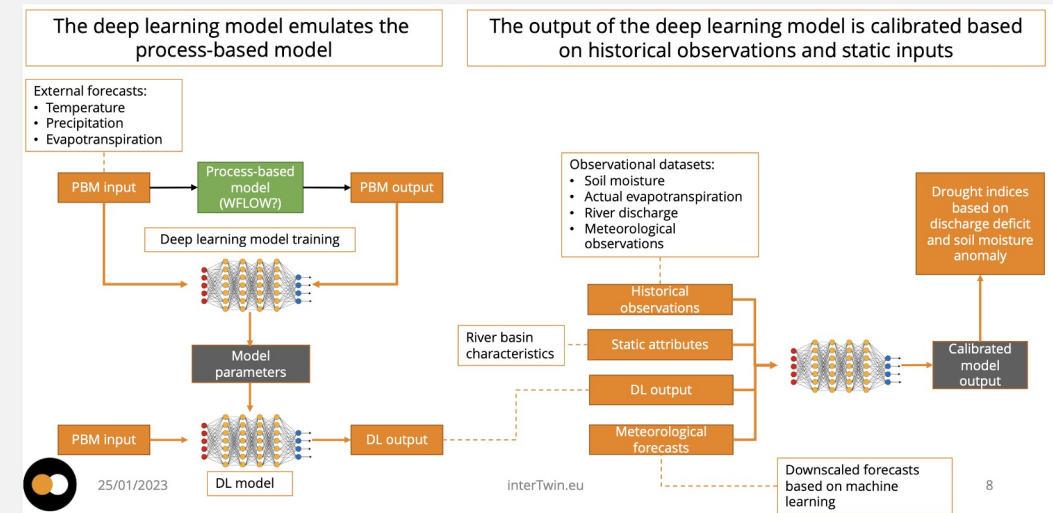 The deep learning model emulates the
process-based model
The output of the deep learning model is calibrated based
on historical observations and static inputs
External forecasts:
• Temperature
• Precipitation
• Evapotranspiration
PBM input
Process-based
model
(WFLOW?)
PBM output
Deep learning model training
Model
parameters
PBM input
DL output
DL model
Observational datasets:
• Soil moisture
• Actual evapotranspiration
• River discharge
• Meteorological
observations
Historical
observations
River basin
characteristics
Static attributes
DL output
Meteorological
forecasts
Downscaled forecasts
based on machine
learning
Calibrated
model
output
Drought indices
based on
discharge deficit
and soil moisture
anomaly
25/01/2023
interTwin.eu
8